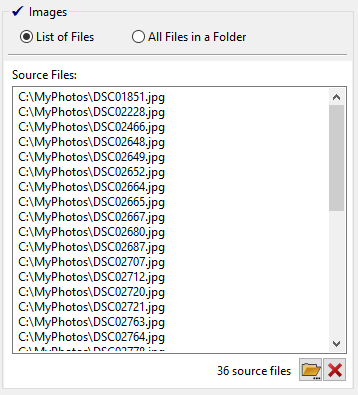 Images
List of Files All Files in a Folder
Source Files:
C:\MyPhotos\DSC01851.jpg
C:\MyPhotos\DSC02228.jpg
C:\MyPhotos\DSC02466.jpg
C:\MyPhotos\DSC02648.jpg
C:\MyPhotos\DSC02649.jpg
C:\MyPhotos\DSC02652.jpg
C:\MyPhotos\DSC02664.jpg
C:\MyPhotos\DSC02665.jpg
C:\MyPhotos\DSC02667.jpg
C:\MyPhotos\DSC02680.jpg
C:\MyPhotos\DSC02687.jpg
C:\MyPhotos\DSC02707.jpg
C:\MyPhotos\DSC02712.jpg
C:\MyPhotos\DSC02720.jpg
C:\MyPhotos\DSC02721.jpg
C:\MyPhotos\DSC02763.jpg
C:\MyPhotos\DSC02764.jpg
C:\MyPhotos\DSC02778.jpg
36 source files